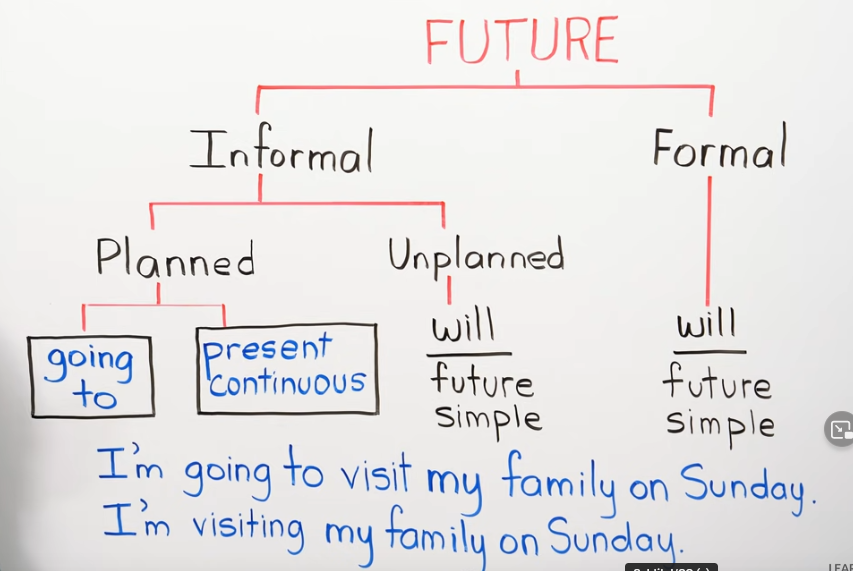 FUTURE
Informal
Formal
Planned
Unplanned
going
to
present
continuous
will
future
simple
will
future
simple
I'm going to visit my family on Sunday.
I'm visiting my family on Sunday.